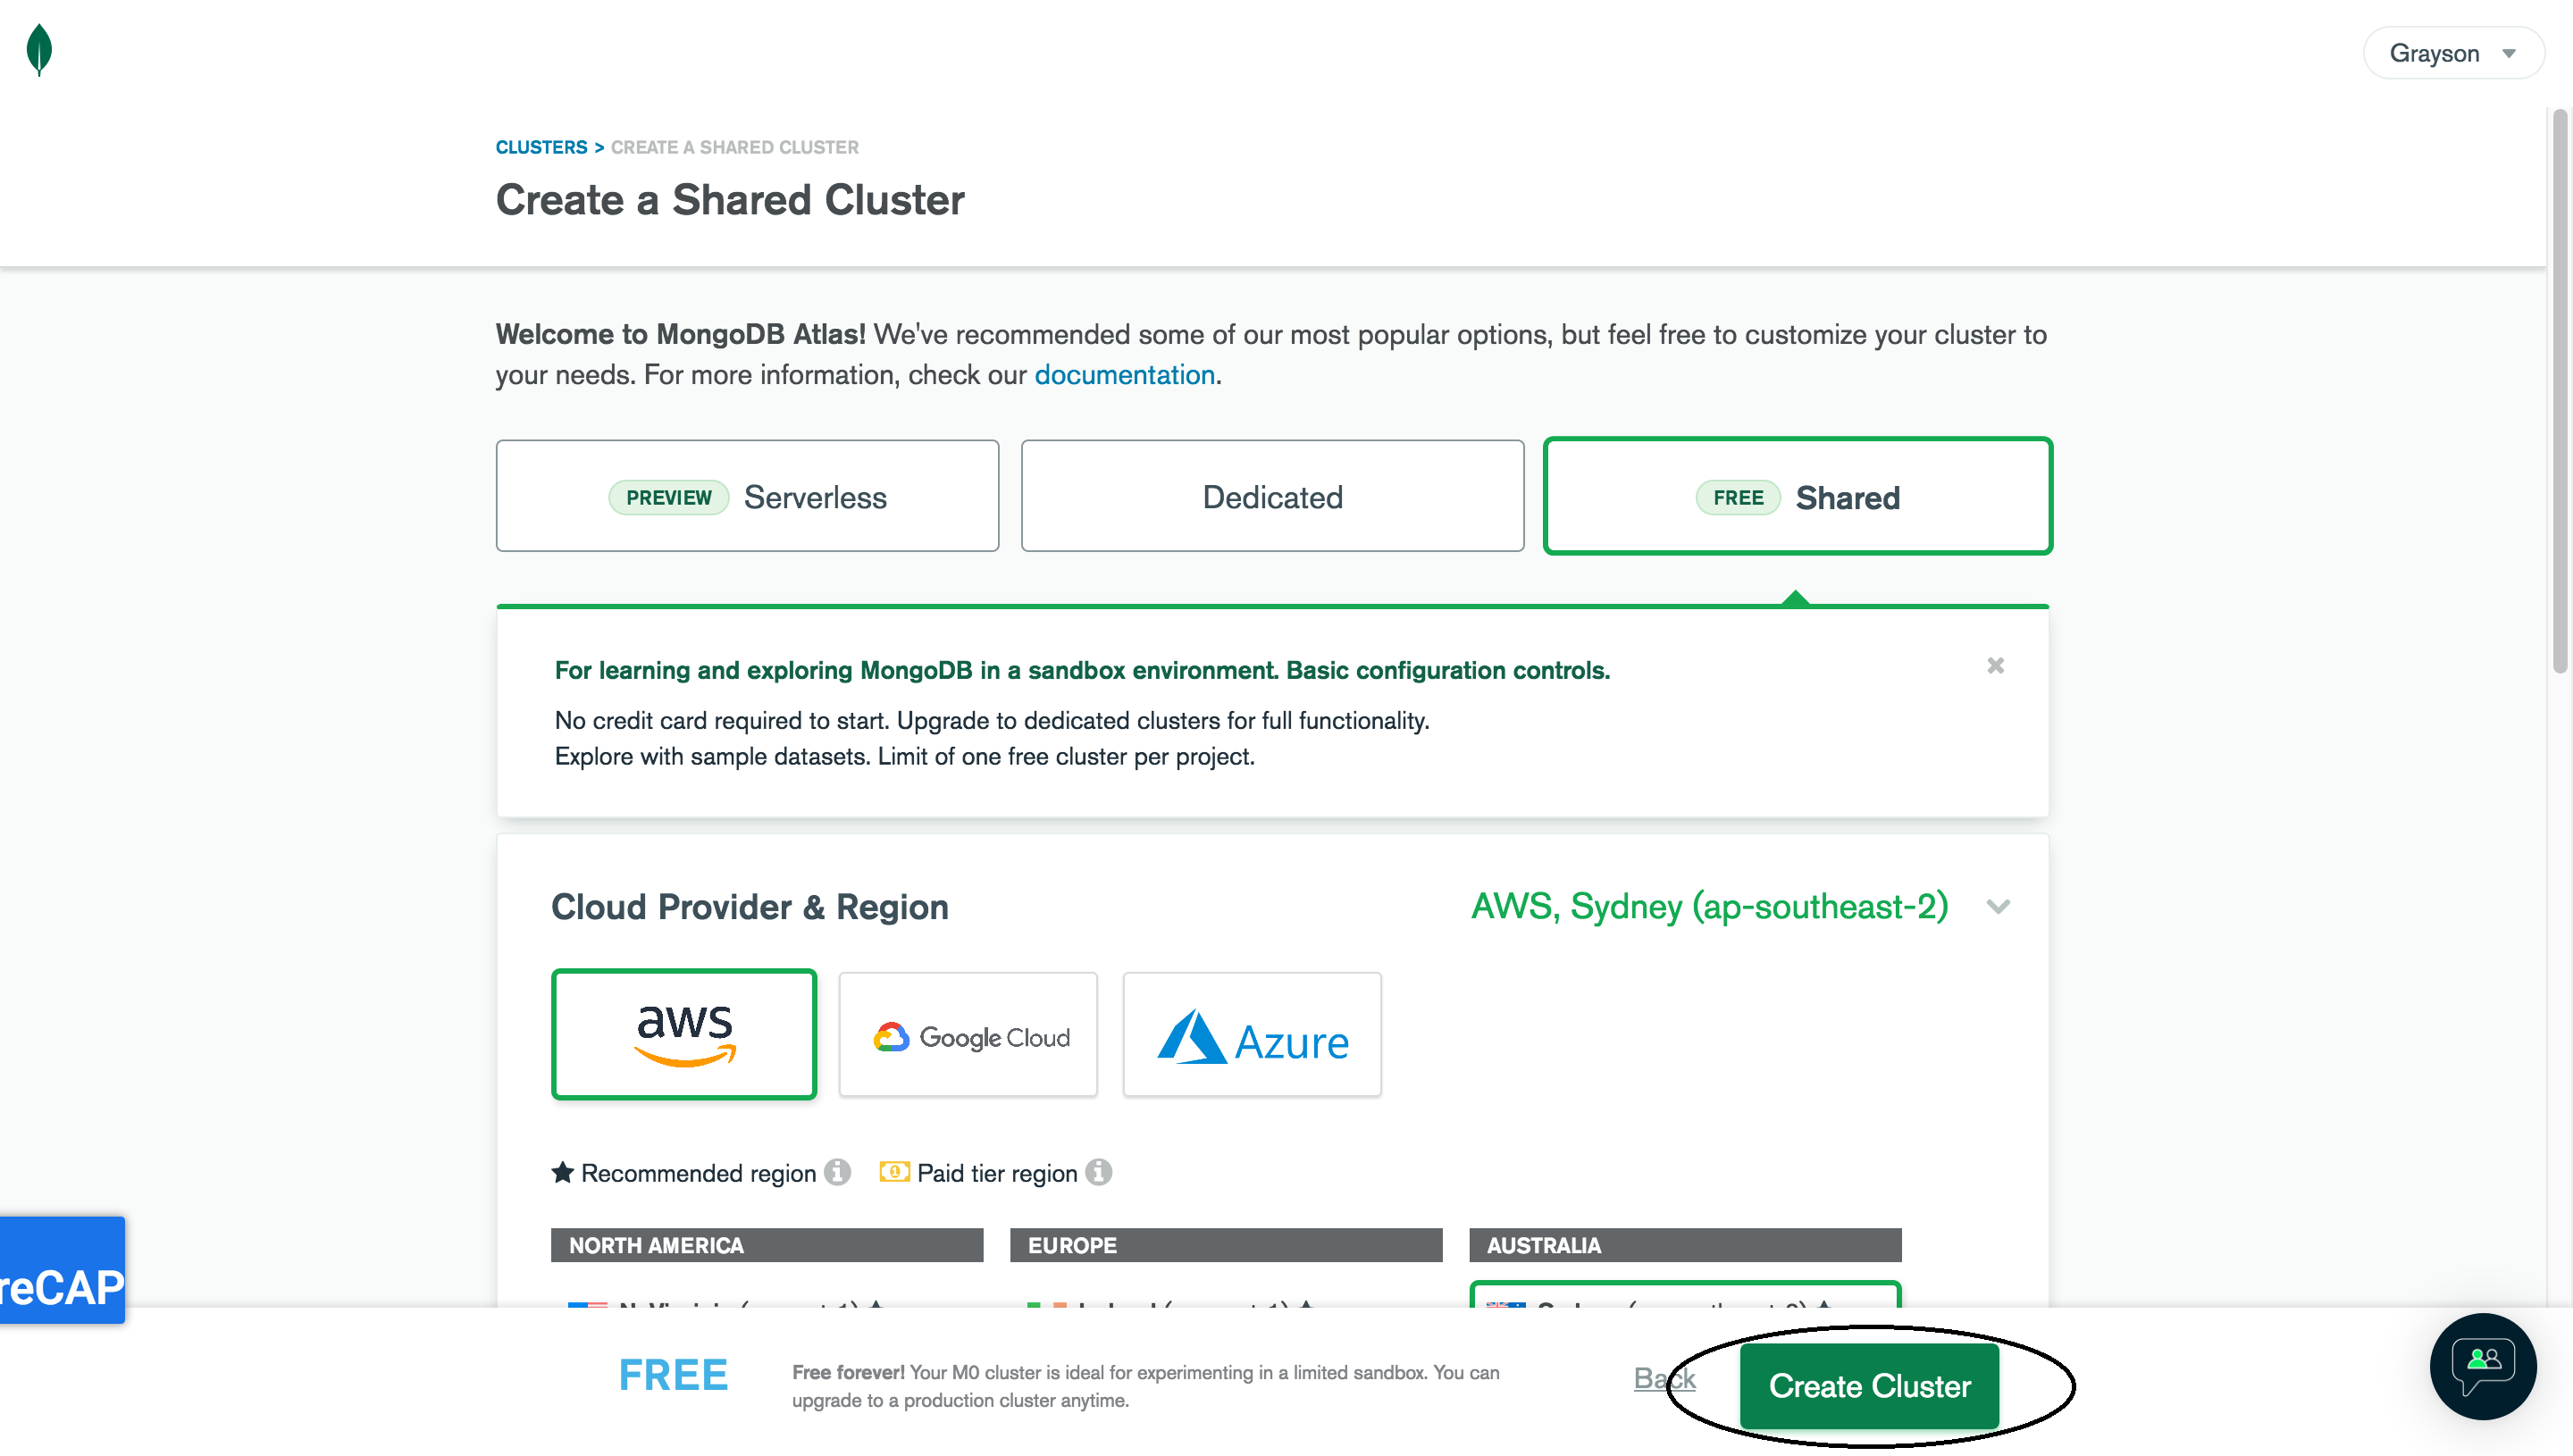 Grayson
CLUSTERS > CREATE A SHARED CLUSTER
Create a Shared Cluster
Welcome to MongoDB Atlas! We've recommended some of our most popular options, but feel free to customize your cluster to
your needs. For more information, check our documentation.
PREVIEW Serverless
Dedicated
FREE Shared
For learning and exploring MongoDB in a sandbox environment. Basic configuration controls.
No credit card required to start. Upgrade to dedicated clusters for full functionality.
Explore with sample datasets. Limit of one free cluster per project.
Cloud Provider & Region
AWS, Sydney (ap-southeast-2)
aws
Google Cloud
Azure
Recommended region
Paid tier region
NORTH AMERICA
EUROPE
AUSTRALIA
reCAP
FREE
Free forever! Your M0 cluster is ideal for experimenting in a limited sandbox. You can
upgrade to a production cluster anytime.
Back
Create Cluster